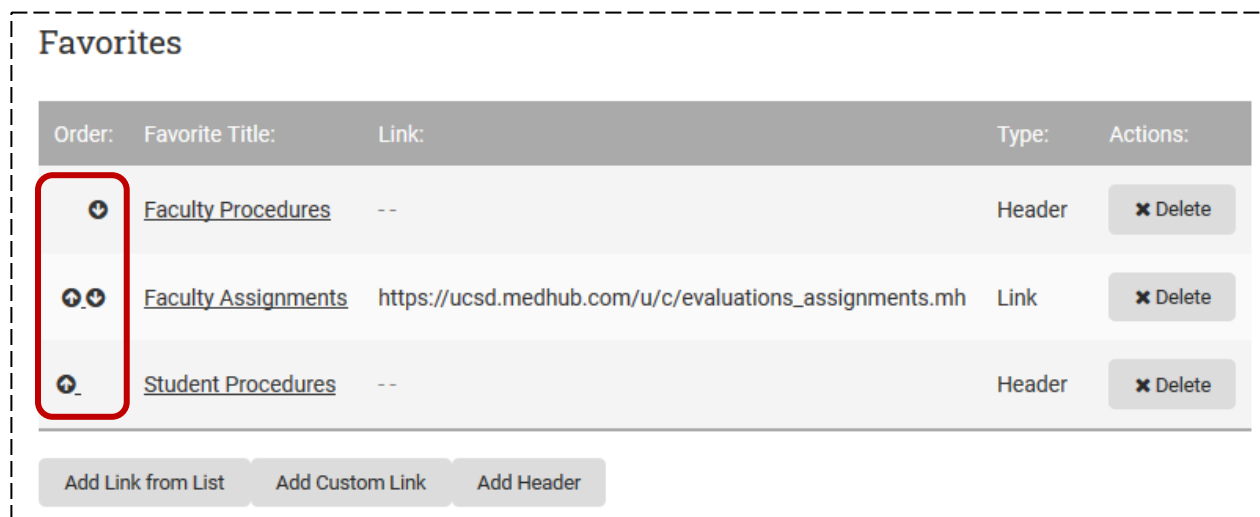 Favorites
Order: Favorite Title: Link: Type: Actions:
Faculty Procedures -- Header Delete
Faculty Assignments https://ucsd.medhub.com/u/c/evaluations_assignments.mh Link Delete
Student Procedures -- Header Delete
Add Link from List Add Custom Link Add Header